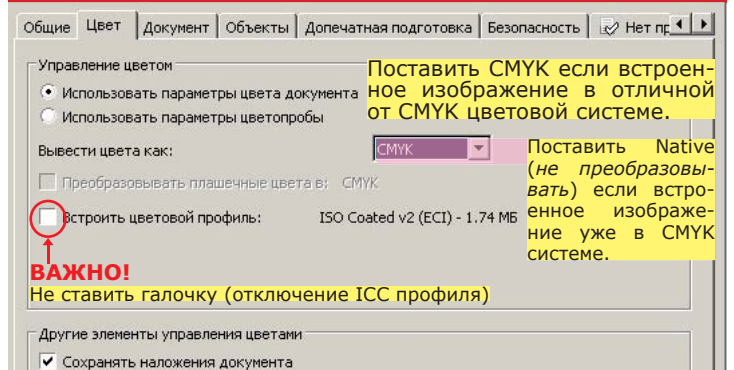 Общие Цвет Документ Объекты Допечатная подготовка Безопасность Нет
Управление цветом
Поставить CMYK если встроен-
ное изображение в отличной
от CMYK цветовой системе.
Использовать параметры цвета документа
Использовать параметры цветопробы
Вывести цвета как: CMYK
Поставить Native
(не преобразовы-
вать) если встро-
енное изображе-
ние уже в CMYK
системе.
Преобразовывать плашечные цвета в: CMYK
Встроить цветовой профиль: ISO Coated v2 (ECI) - 1.74 МБ
ВАЖНО!
Не ставить галочку (отключение ICC профиля)
Другие элементы управления цветами
Сохранять наложения документа